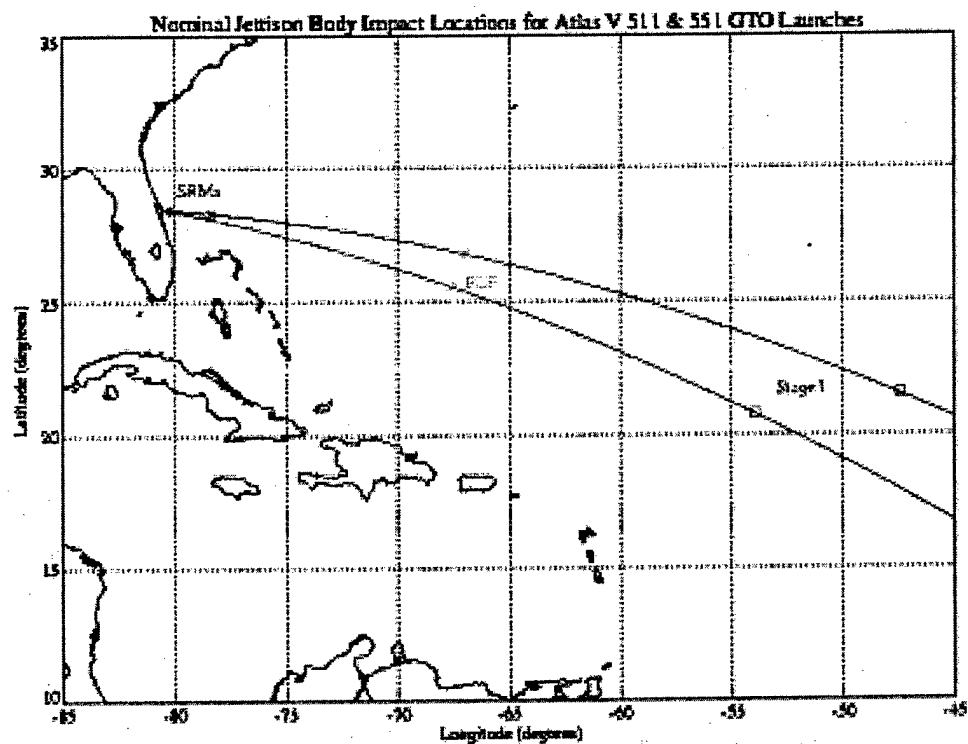 Nominal Jettison Body Impact Locations for Atlas V 511 & 551 GTO Launches
35
30
25
20
15
10
SRMs
PLF
Stage 1
Latitude (degrees)
-85
-80
-75
-70
-65
-60
-55
-50
-45
Longitude (degrees)